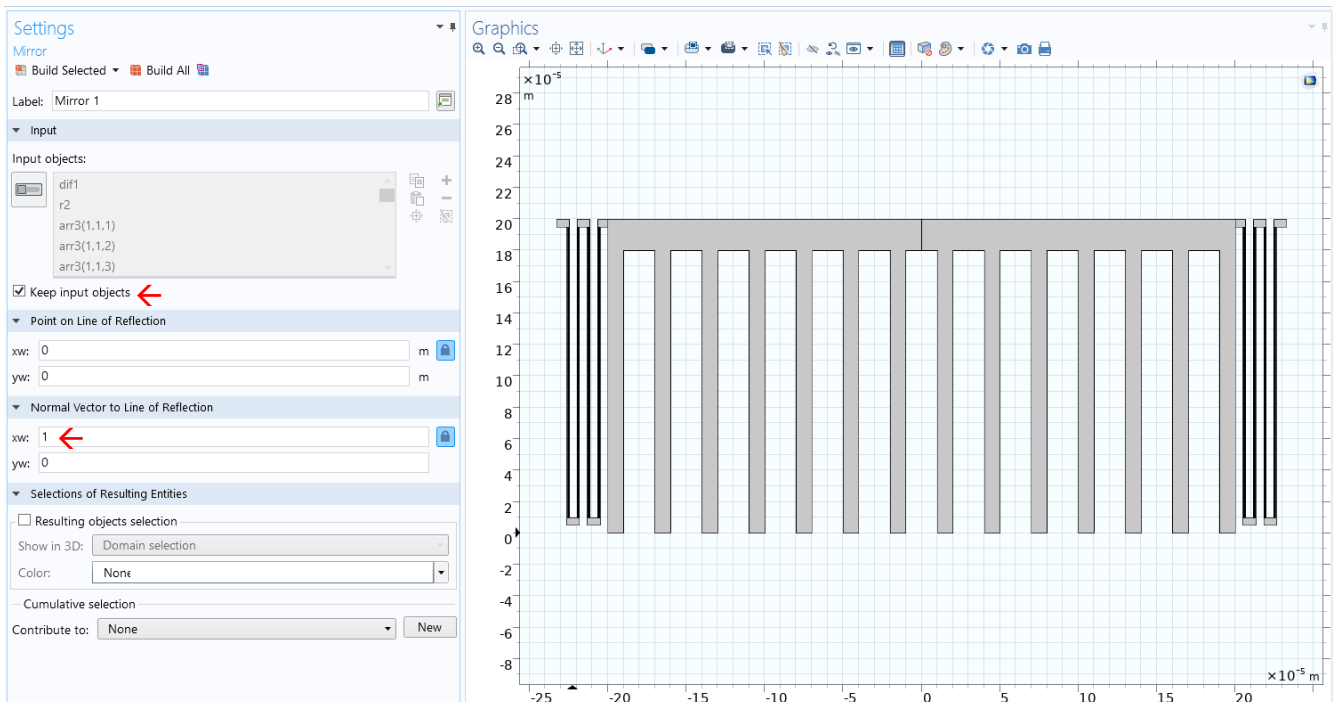 Settings
Mirror
Build Selected Build All
Label: Mirror 1
Input
Input objects:
dif1
r2
arr3(1,1,1)
arr3(1,1,2)
arr3(1,1,3)
Keep input objects
Point on Line of Reflection
xw: 0 m
yw: 0 m
Normal Vector to Line of Reflection
xw: 1
yw: 0
Selections of Resulting Entities
Resulting objects selection
Show in 3D: Domain selection
Color: None
Cumulative selection
Contribute to: None New
Graphics
×10⁻⁵
m
28
26
24
22
20
18
16
14
12
10
8
6
4
2
0
-2
-4
-6
-8
×10⁻⁵ m
-25 -20 -15 -10 -5 0 5 10 15 20